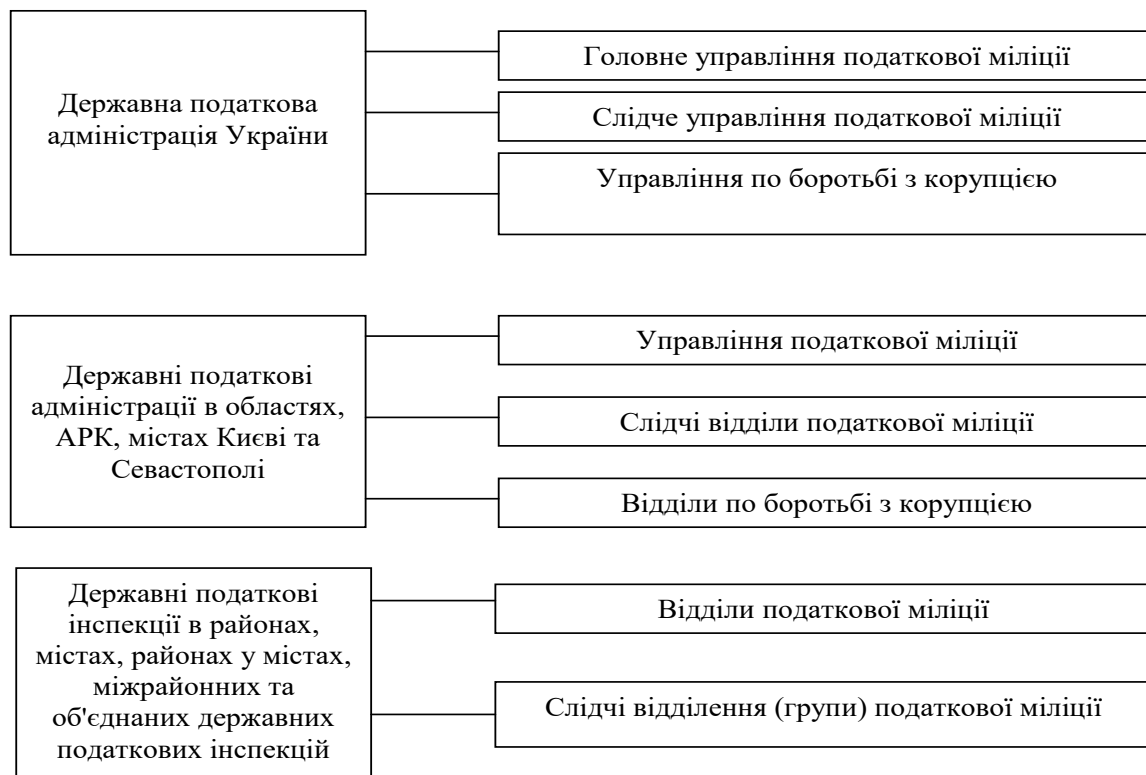 Державна податкова
адміністрація України
Головне управління податкової міліції
Слідче управління податкової міліції
Управління по боротьбі з корупцією
Державні податкові
адміністрації в областях,
АРК, містах Києві та
Севастополі
Управління податкової міліції
Слідчі відділи податкової міліції
Відділи по боротьбі з корупцією
Державні податкові
інспекції в районах,
містах, районах у містах,
міжрайонних та
об'єднаних державних
податкових інспекцій
Відділи податкової міліції
Слідчі відділення (групи) податкової міліції